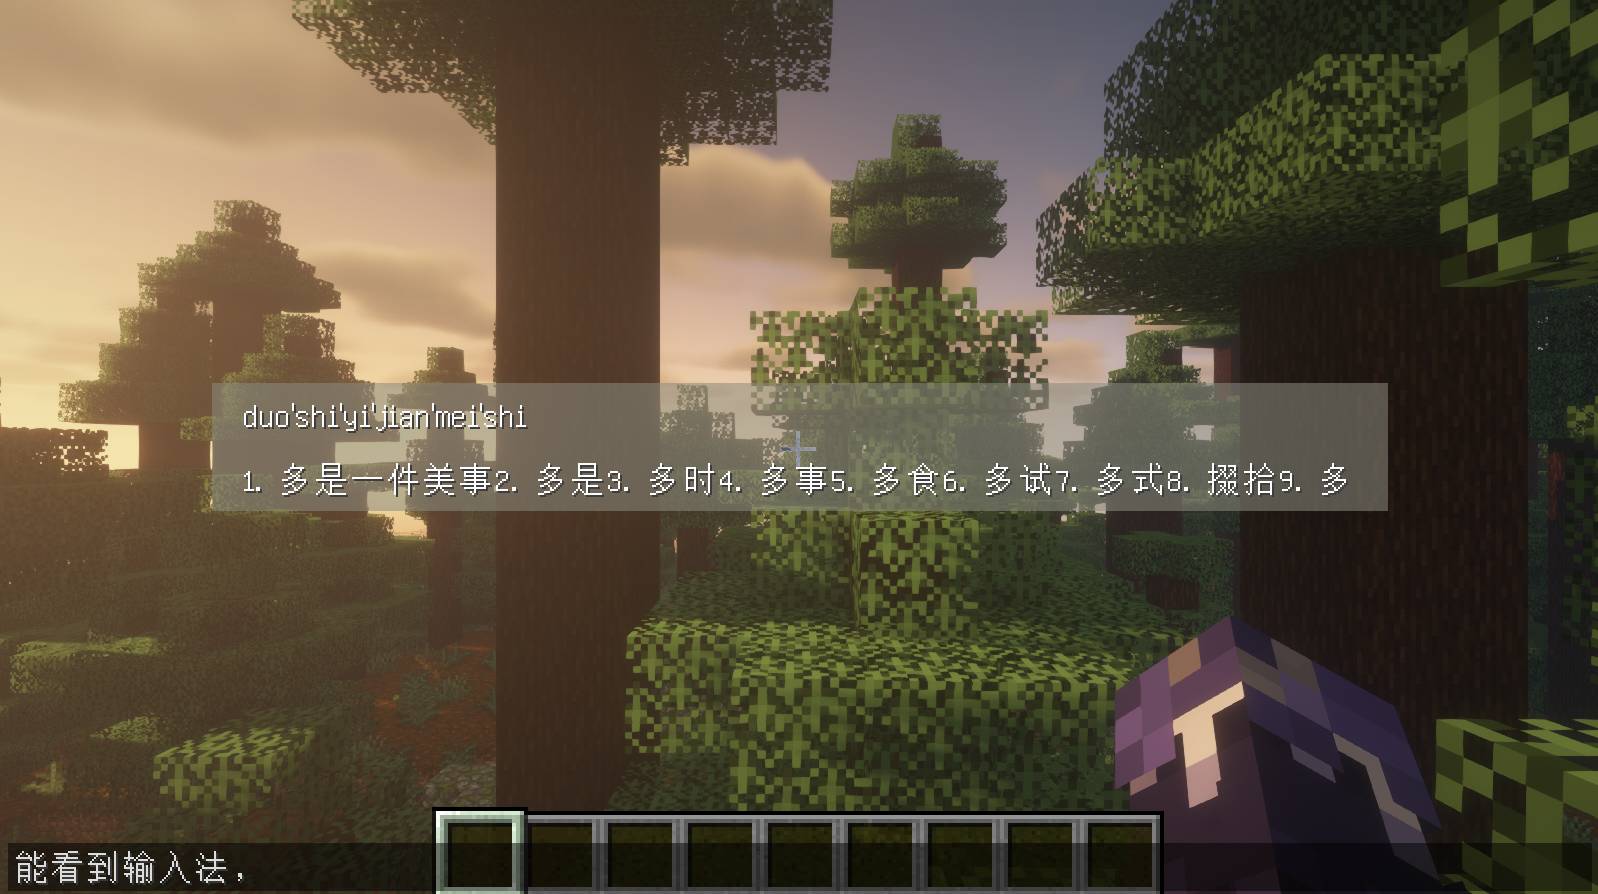 duo'shi'yi'jian'mei'shi
1. 多是一件美事2. 多是3. 多时4. 多事5. 多食6. 多试7. 多式8. 掇拾9. 多
能看到输入法，